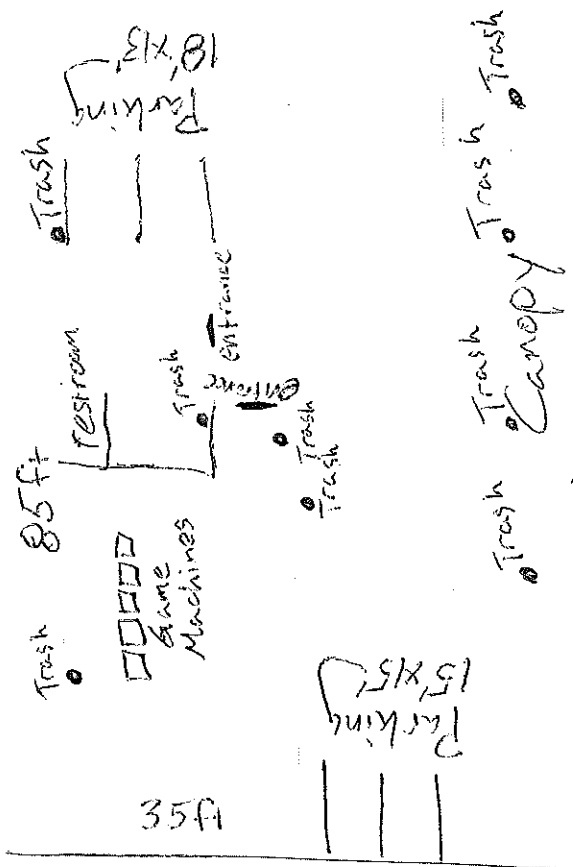 Trash
85ft
restroom
Trash
Game
Machines
Trash
entrance
entrance
Parking
18'x13'
Trash
Trash
35ft
Parking
15'x15'
Trash
Trash
Trash
Trash
Canopy